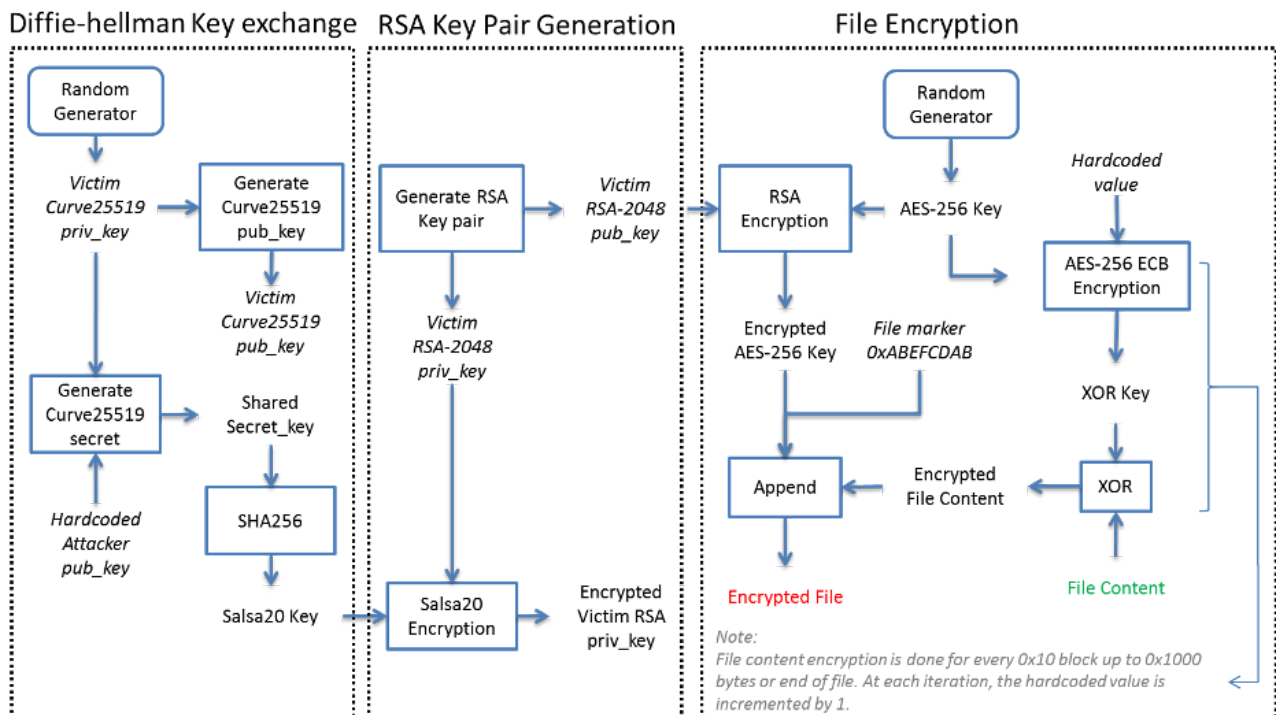 Diffie-hellman Key exchange
Random
Generator
Victim
Curve25519
priv_key
Generate
Curve25519
pub_key
Victim
Curve25519
pub_key
Generate
Curve25519
secret
Shared
Secret_key
Hardcoded
Attacker
pub_key
SHA256
Salsa20 Key
RSA Key Pair Generation
Generate RSA
Key pair
Victim
RSA-2048
pub_key
Victim
RSA-2048
priv_key
Salsa20
Encryption
Encrypted
Victim RSA
priv_key
File Encryption
Random
Generator
RSA
Encryption
AES-256 Key
Hardcoded
value
AES-256 ECB
Encryption
Encrypted
AES-256 Key
File marker
0xABEFCDAB
XOR Key
Append
Encrypted
File Content
XOR
Encrypted File
File Content
Note:
File content encryption is done for every 0x10 block up to 0x1000
bytes or end of file. At each iteration, the hardcoded value is
incremented by 1.